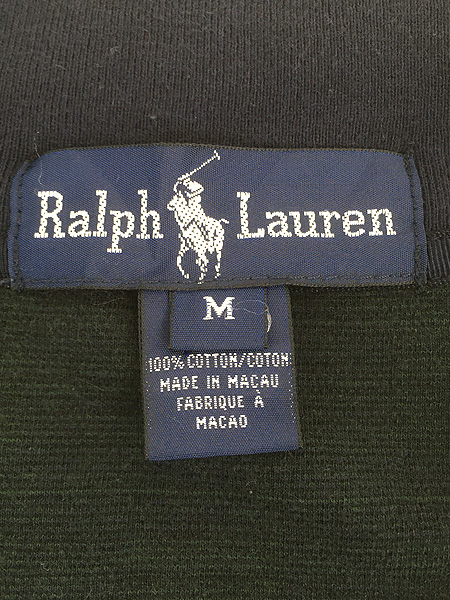 Ralph Lauren
M
100% COTTON/COTON
MADE IN MACAU
FABRIQUE À
MACAO